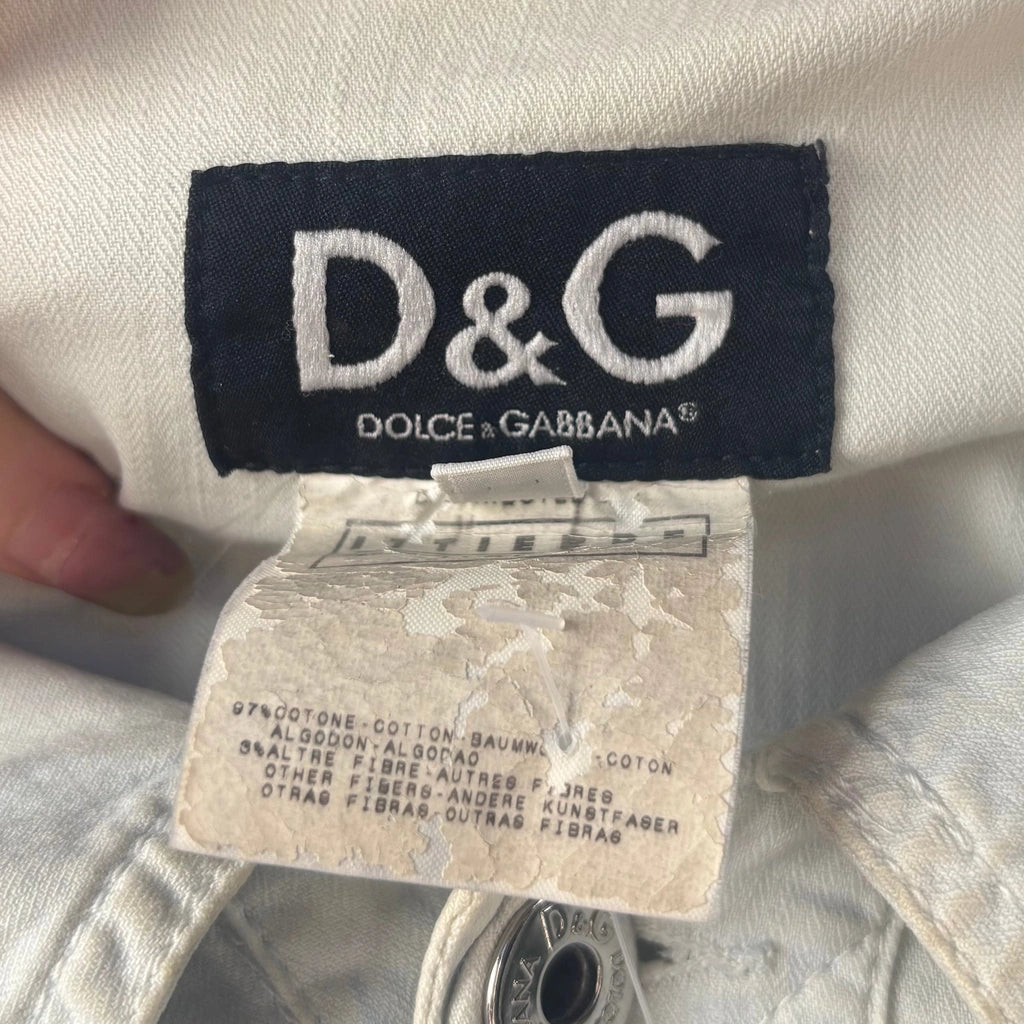 D&G
DOLCE & GABBANA®
ITTIERRE
97%COTONE-COTTON-BAUMWO -COTON
ALGODON-ALGODAO
3%ALTRE FIBRE-AUTRES FIBRES
OTHER FIBERS-ANDERE KUNSTFASER
OTRAS FIBRAS-OUTRAS FIBRAS
D&G